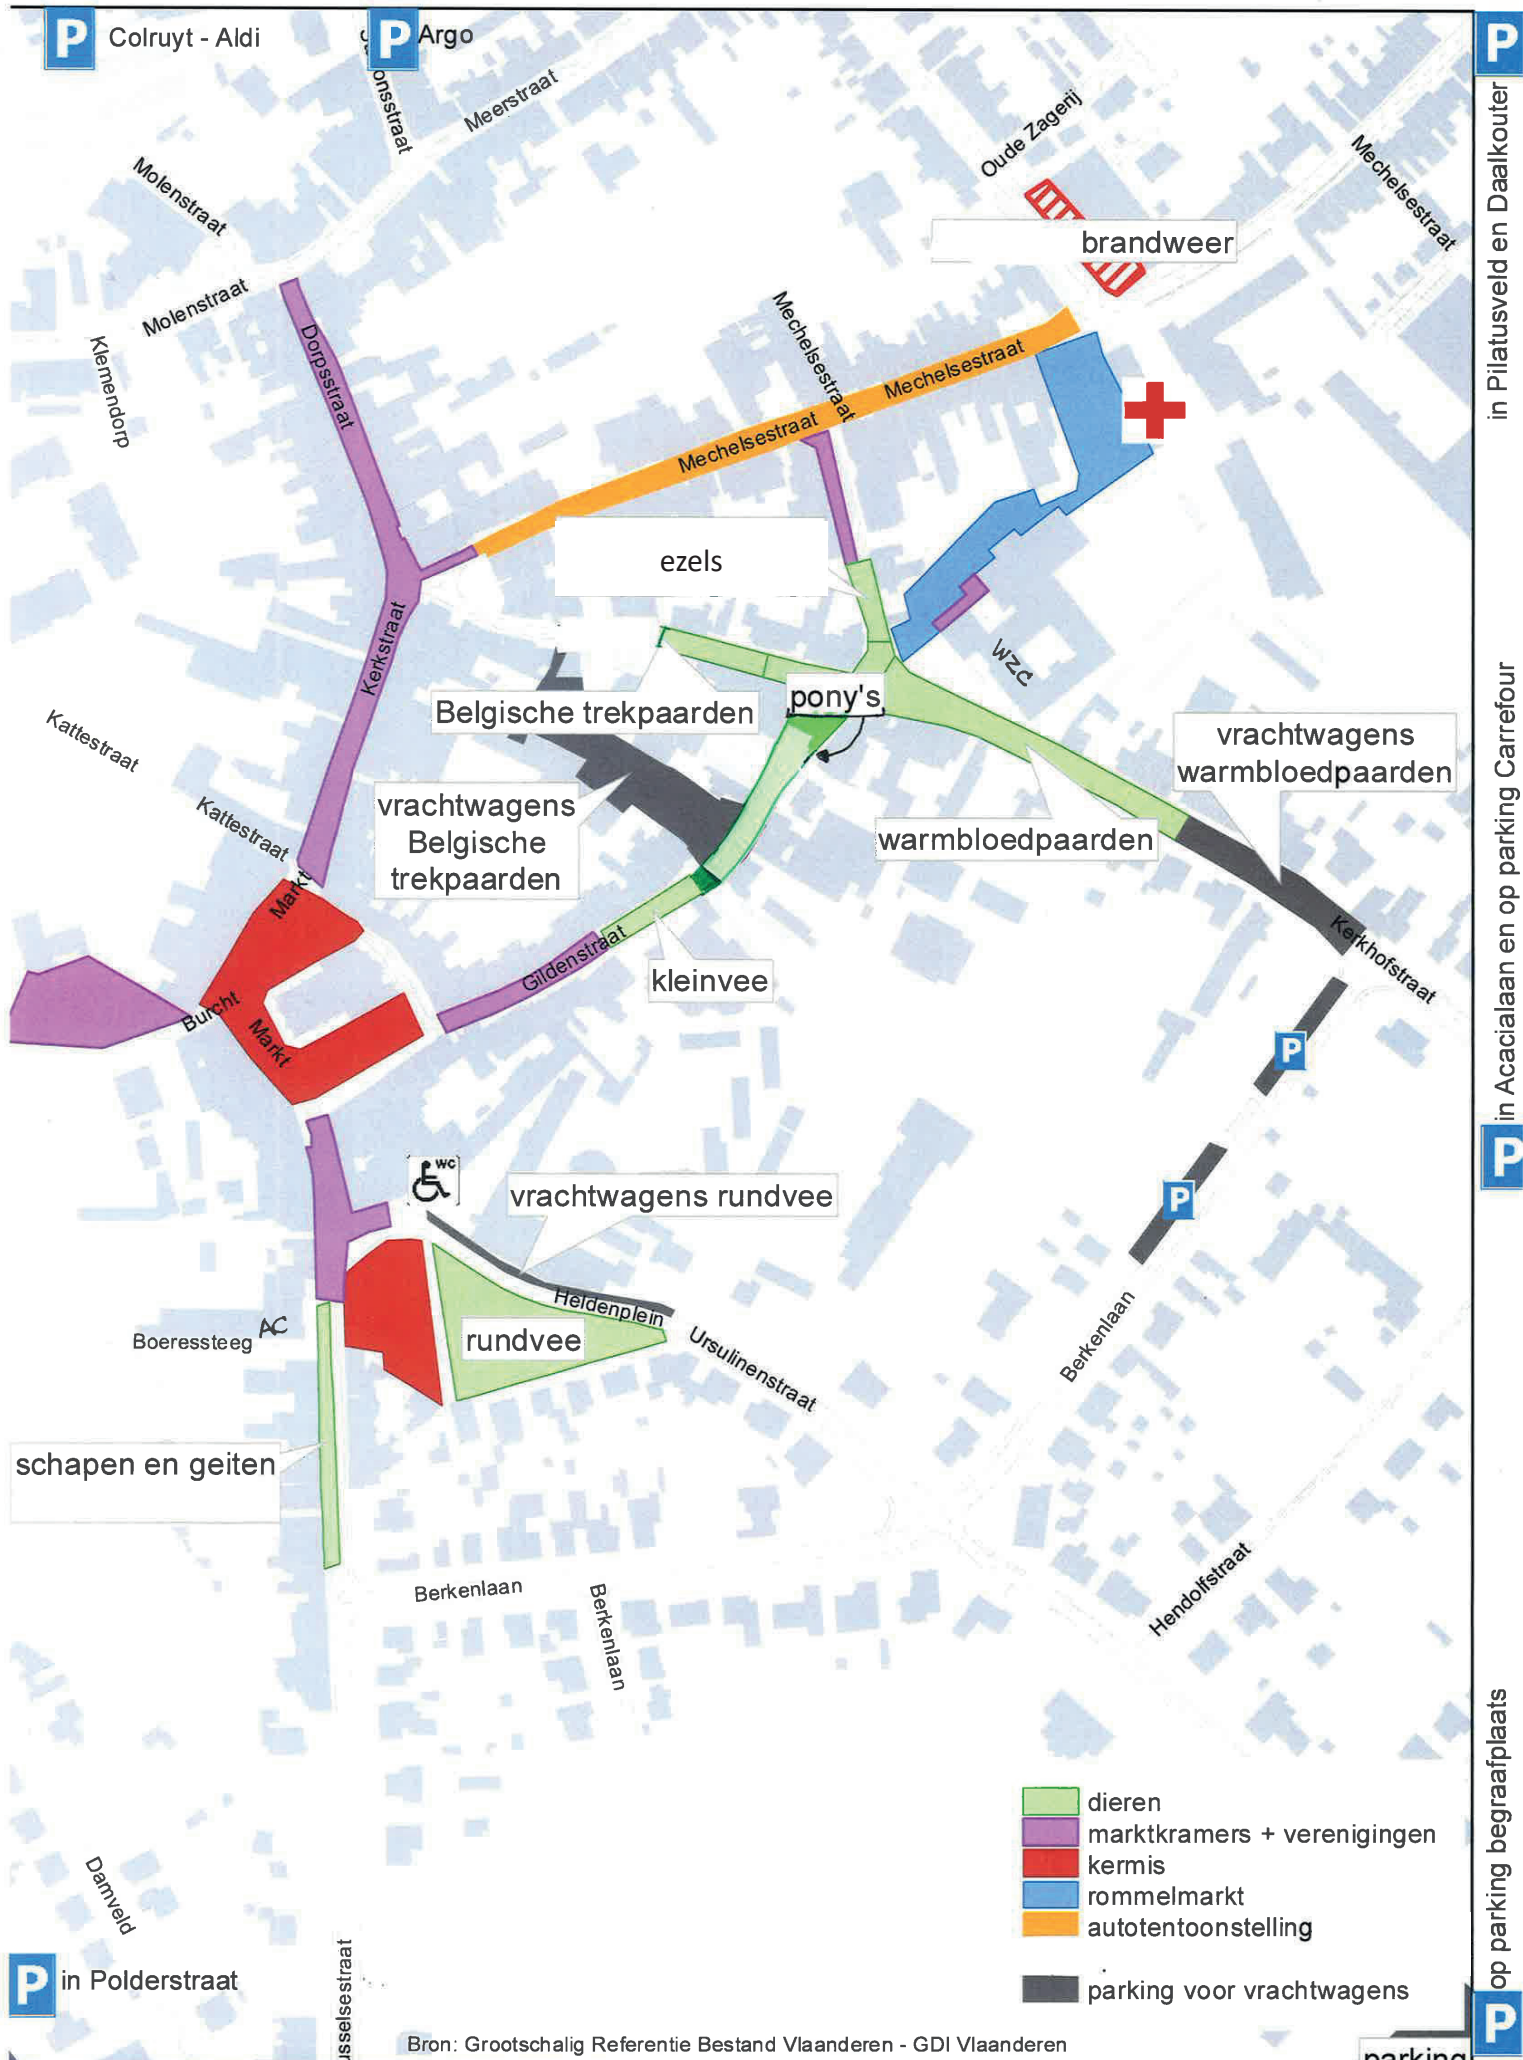 P Colruyt - Aldi
P Argo
P
in Pilatusveld en Daalkouter
onsstraat
Meerstraat
Oude Zagerij
Mechelsestraat
Molenstraat
Molenstraat
brandweer
Klemendorp
Dorpsstraat
Mechelsestraat
Mechelsestraat
Mechelsestraat
ezels
Kerkstraat
WZC
Belgische trekpaarden
pony's
vrachtwagens
warmbloedpaarden
Kattestraat
Kattestraat
vrachtwagens
Belgische
trekpaarden
warmbloedpaarden
in Acacialaan en op parking Carrefour
P
Markt
Kerkhofstraat
Gildenstraat
kleinvee
Burcht
Markt
P
P
WC
vrachtwagens rundvee
Heldenplein
rundvee
Ursulinenstraat
Berkenlaan
Boeressteeg
AC
schapen en geiten
Berkenlaan
Berkenlaan
Hendolfstraat
dieren
marktkramers + verenigingen
kermis
rommelmarkt
autotentoonstelling
parking voor vrachtwagens
op parking begraafplaats
P
Damveld
P in Polderstraat
usselsestraat
Bron: Grootschalig Referentie Bestand Vlaanderen - GDI Vlaanderen
parking